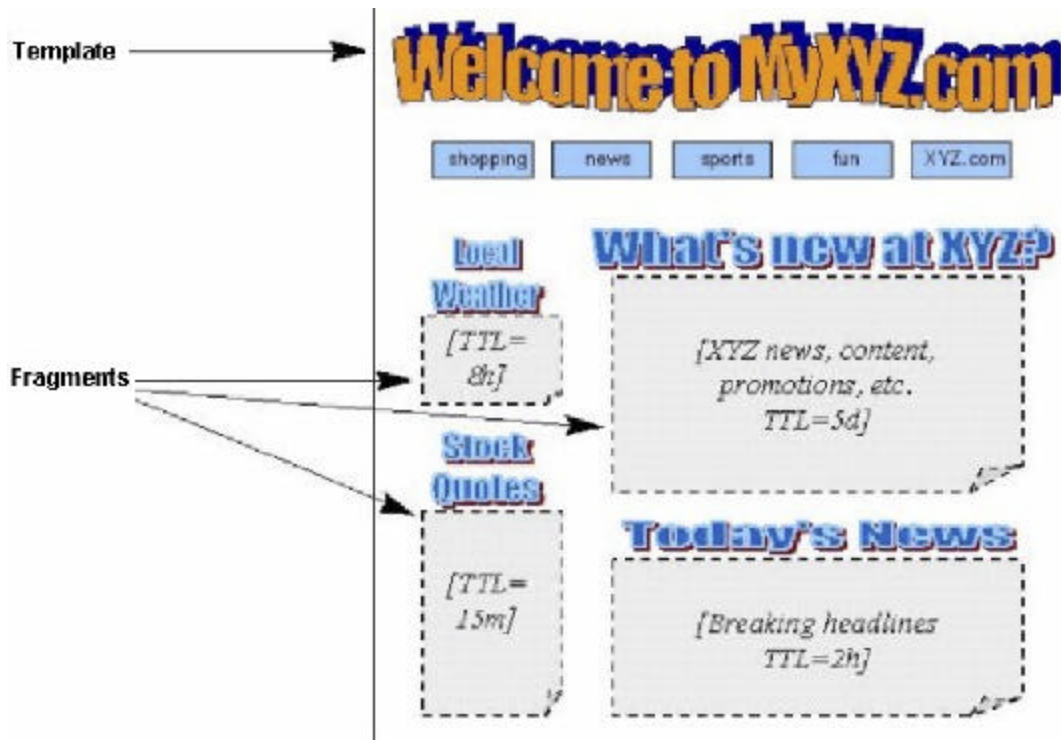 Template
Welcome to MyXYZ.com
shopping news sports fun XYZ.com
Local
Weather
[TTL=
8h]
What's new at XYZ?
[XYZ news, content,
promotions, etc.
TTL=5d]
Fragments
Stock
Quotes
[TTL=
15m]
Today's News
[Breaking headlines
TTL=2h]